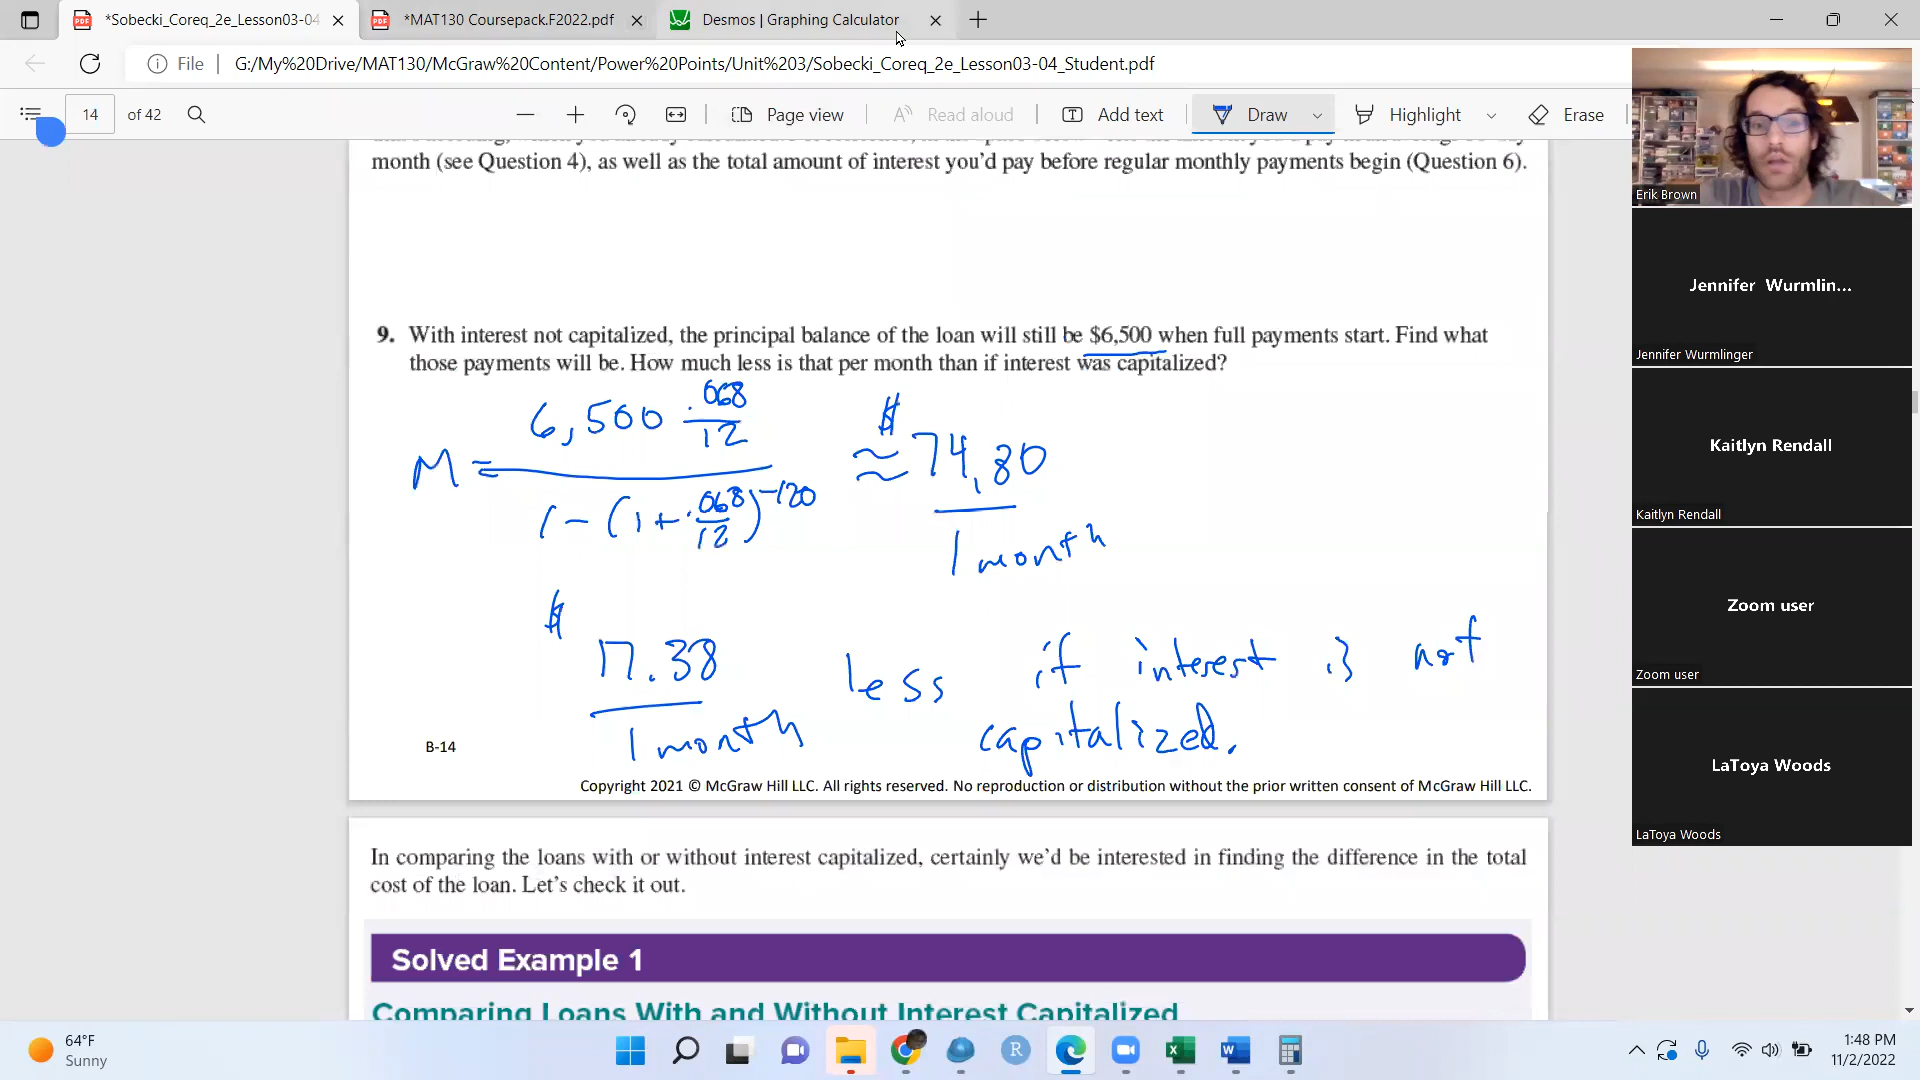 *Sobecki_Coreq_2e_Lesson03-04
*MAT130 Coursepack.F2022.pdf
Desmos | Graphing Calculator
File
G:/My%20Drive/MAT130/McGraw%20Content/Power%20Points/Unit%203/Sobecki_Coreq_2e_Lesson03-04_Student.pdf
14 of 42
Page view
Read aloud
Add text
Draw
Highlight
Erase
month (see Question 4), as well as the total amount of interest you'd pay before regular monthly payments begin (Question 6).
9. With interest not capitalized, the principal balance of the loan will still be $6,500 when full payments start. Find what
those payments will be. How much less is that per month than if interest was capitalized?
6,500 .068/12
M = ≈ $74.80
1 - (1 + .068/12)^-120
1 month
$17.38 less if interest is not
1 month capitalized.
B-14
Copyright 2021 © McGraw Hill LLC. All rights reserved. No reproduction or distribution without the prior written consent of McGraw Hill LLC.
In comparing the loans with or without interest capitalized, certainly we'd be interested in finding the difference in the total
cost of the loan. Let's check it out.
Solved Example 1
Comparing Loans With and Without Interest Capitalized
Erik Brown
Jennifer Wurmlin...
Jennifer Wurmlinger
Kaitlyn Rendall
Kaitlyn Rendall
Zoom user
Zoom user
LaToya Woods
LaToya Woods
64°F
Sunny
1:48 PM
11/2/2022